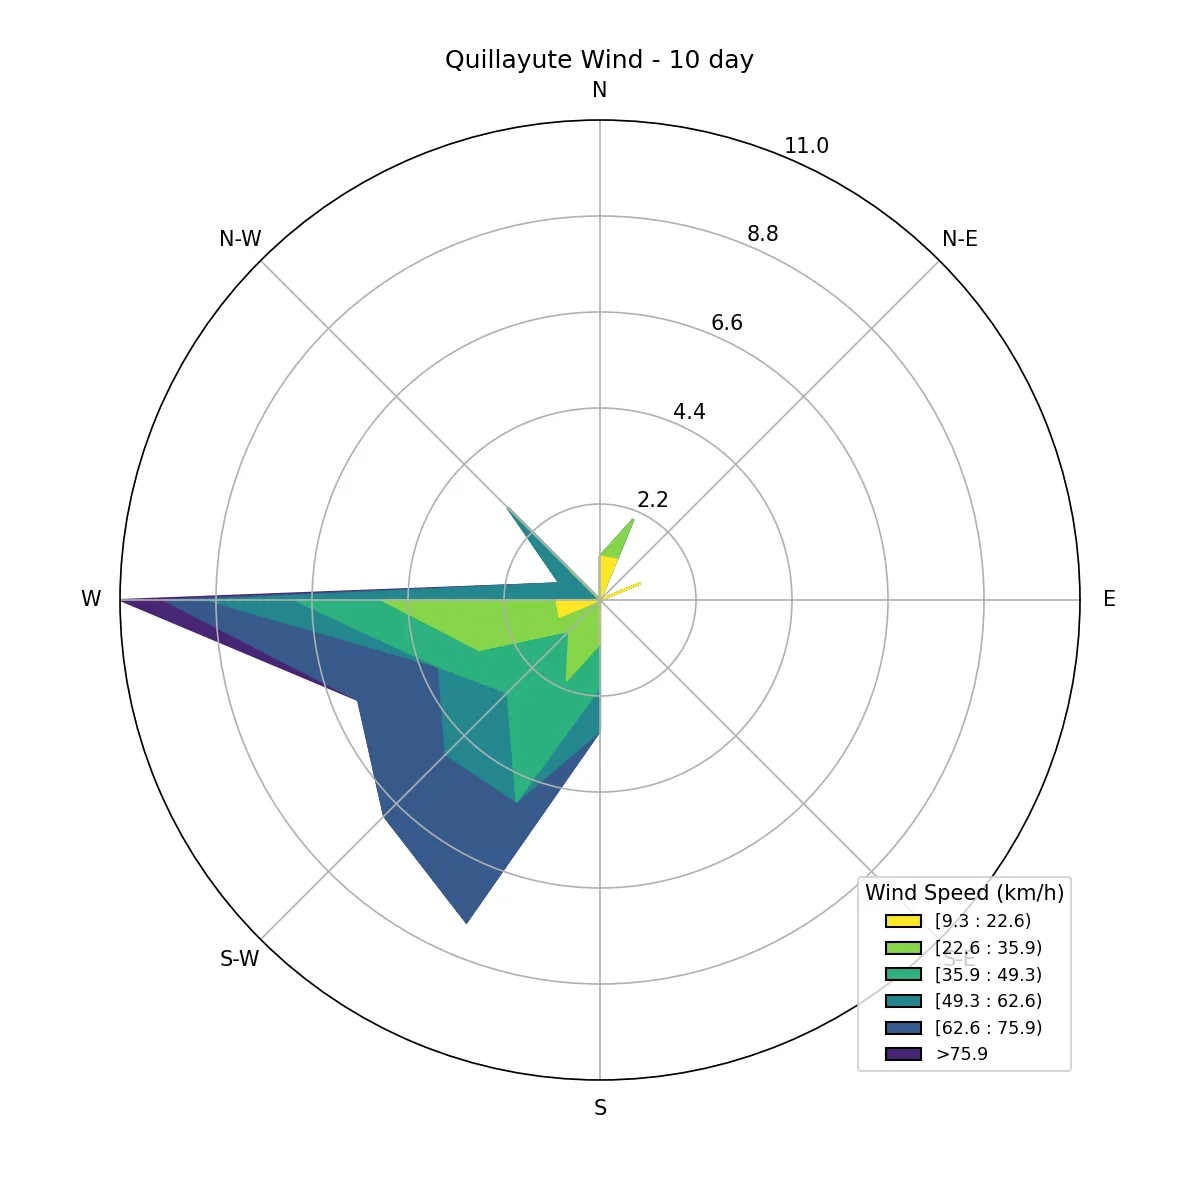 Quillayute Wind - 10 day
N
11.0
N-W
8.8
N-E
6.6
4.4
2.2
W
E
S-W
S-E
S
Wind Speed (km/h)
[9.3 : 22.6)
[22.6 : 35.9)
[35.9 : 49.3)
[49.3 : 62.6)
[62.6 : 75.9)
>75.9